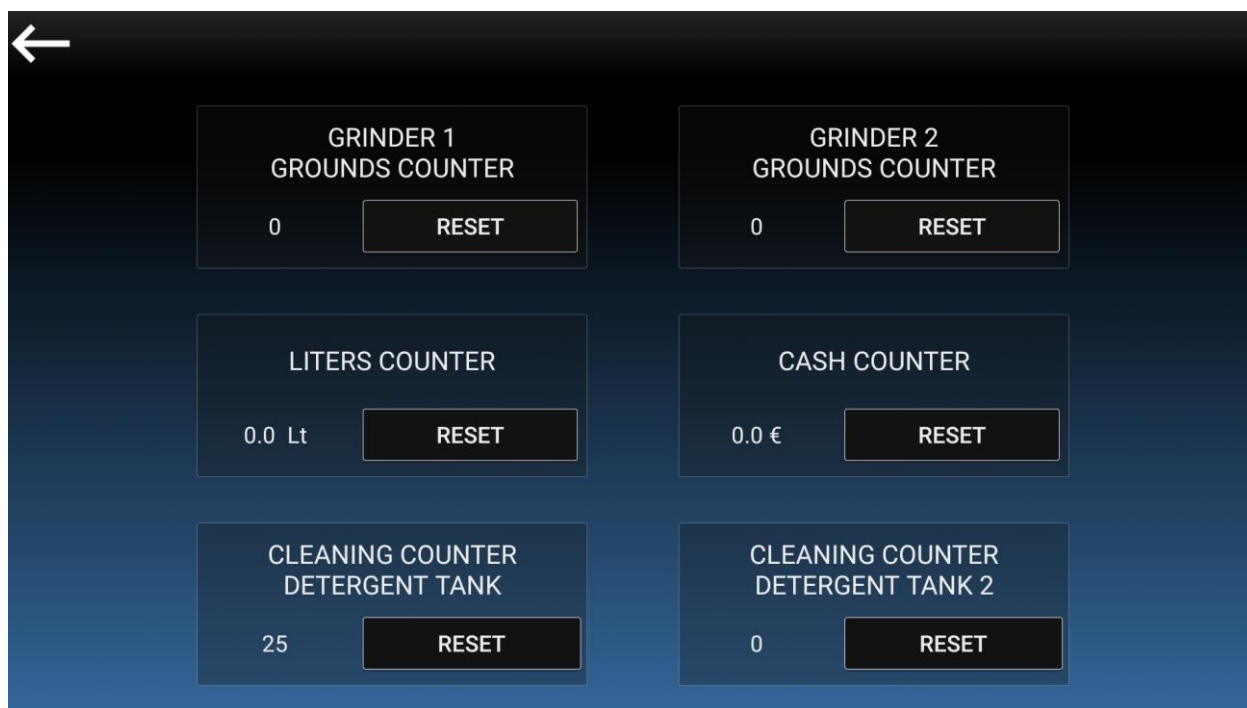 GRINDER 1
GROUNDS COUNTER
0 RESET
GRINDER 2
GROUNDS COUNTER
0 RESET
LITERS COUNTER
0.0 Lt RESET
CASH COUNTER
0.0 € RESET
CLEANING COUNTER
DETERGENT TANK
25 RESET
CLEANING COUNTER
DETERGENT TANK 2
0 RESET